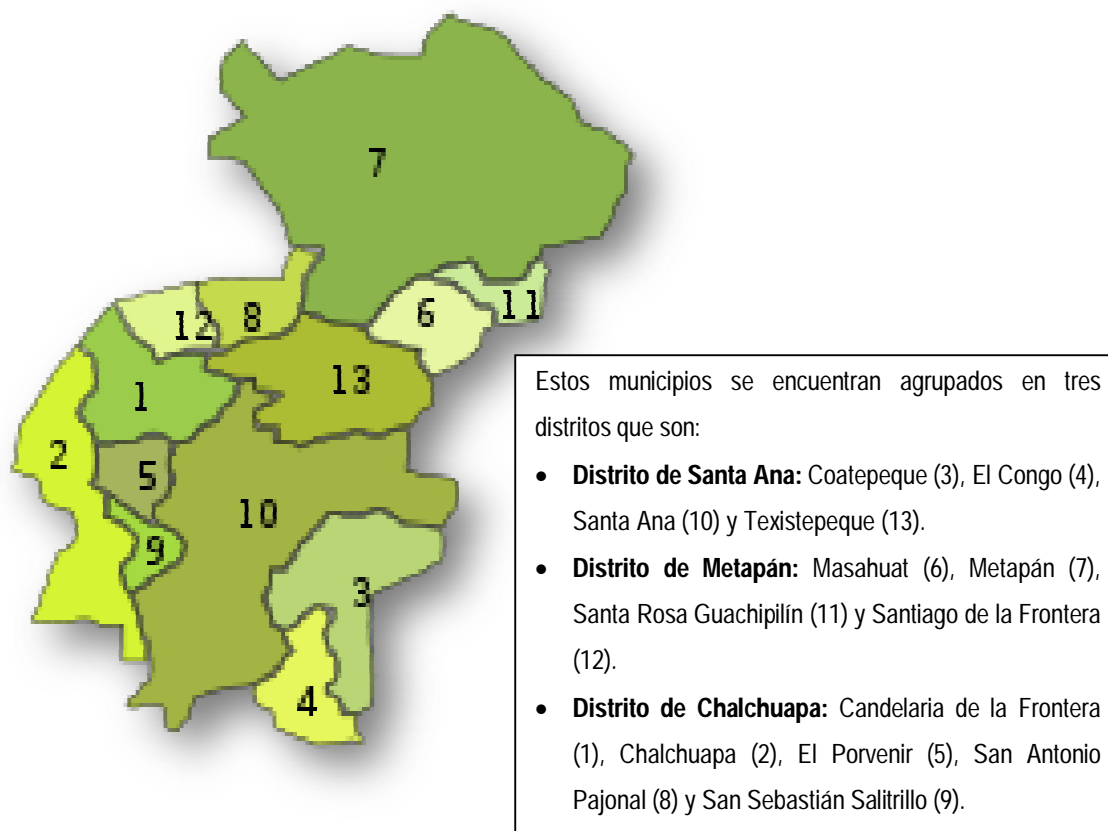 7
11
6
12
8
13
1
2
5
10
9
3
4
Estos municipios se encuentran agrupados en tres
distritos que son:
• Distrito de Santa Ana: Coatepeque (3), El Congo (4),
Santa Ana (10) y Texistepeque (13).
• Distrito de Metapán: Masahuat (6), Metapán (7),
Santa Rosa Guachipilín (11) y Santiago de la Frontera
(12).
• Distrito de Chalchuapa: Candelaria de la Frontera
(1), Chalchuapa (2), El Porvenir (5), San Antonio
Pajonal (8) y San Sebastián Salitrillo (9).